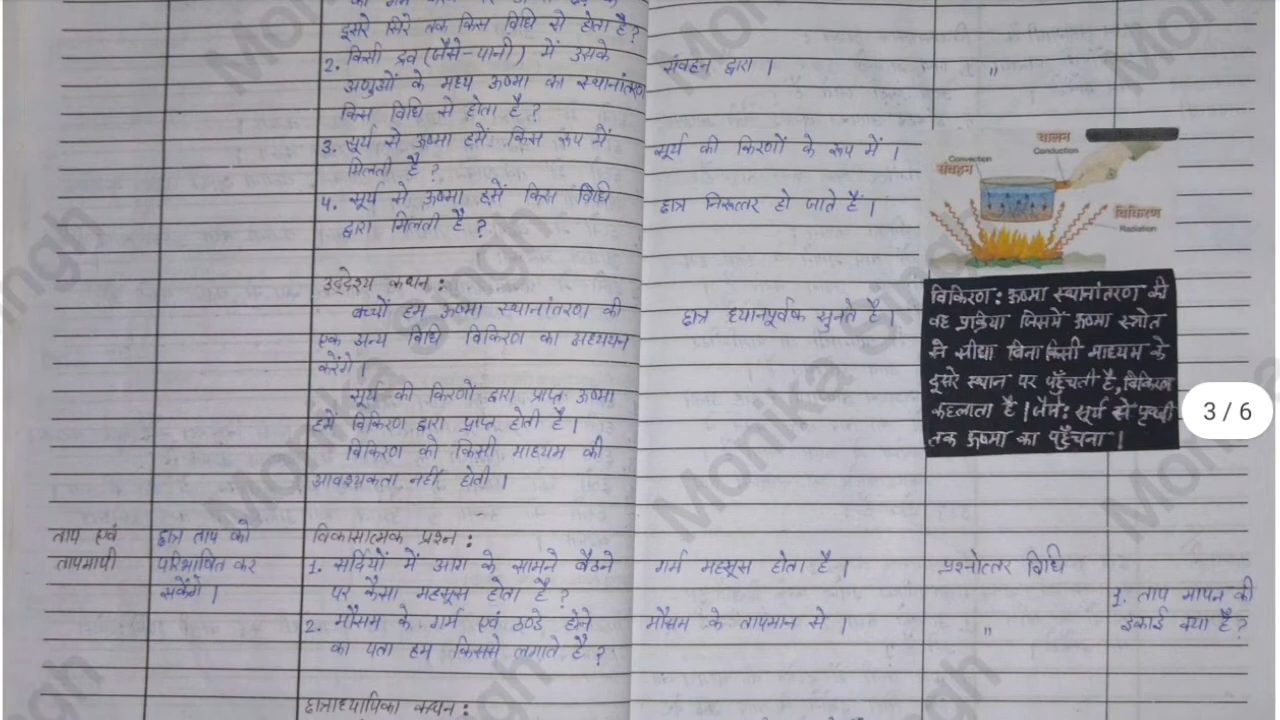 दूसरे सिरे तक किस विधि से होता है?
2. किसी द्रव (जैसे-पानी) में उसके
अणुओं के मध्य ऊष्मा का स्थानांतरण
किस विधि से होता है?
3. सूर्य से ऊष्मा हमें किस रूप में
मिलती है?
4. सूर्य से ऊष्मा हमें किस विधि
द्वारा मिलती है?
उद्देश्य कथन:
बच्चों हम ऊष्मा स्थानांतरण की
एक अन्य विधि विकिरण का अध्ययन
करेंगे।
सूर्य की किरणों द्वारा प्राप्त ऊष्मा
हमें विकिरण द्वारा प्राप्त होती है।
विकिरण को किसी माध्यम की
आवश्यकता नहीं होती।
संवहन द्वारा।
"
सूर्य की किरणों के रूप में।
छात्र निरुत्तर हो जाते हैं।
छात्र ध्यानपूर्वक सुनते हैं।
चालन
Conduction
Convection
संवहन
विकिरण
Radiation
विकिरण: ऊष्मा स्थानांतरण की
वह प्रक्रिया जिसमें ऊष्मा स्त्रोत
से सीधा बिना किसी माध्यम के
दूसरे स्थान पर पहुँचती है, विकिरण
कहलाता है। जैसे: सूर्य से पृथ्वी
तक ऊष्मा का पहुँचना।
3 / 6
ताप एवं
तापमापी
छात्र ताप को
परिभाषित कर
सकेंगे।
विकासात्मक प्रश्न:
1. सर्दियों में आग के सामने बैठने
पर कैसा महसूस होता है?
2. मौसम के गर्म एवं ठण्डे होने
का पता हम किससे लगाते है?
छात्राध्यापिका कथन:
गर्म महसूस होता है।
मौसम के तापमान से।
प्रश्नोत्तर विधि
"
1. ताप मापन की
इकाई क्या है?
Monika Singh